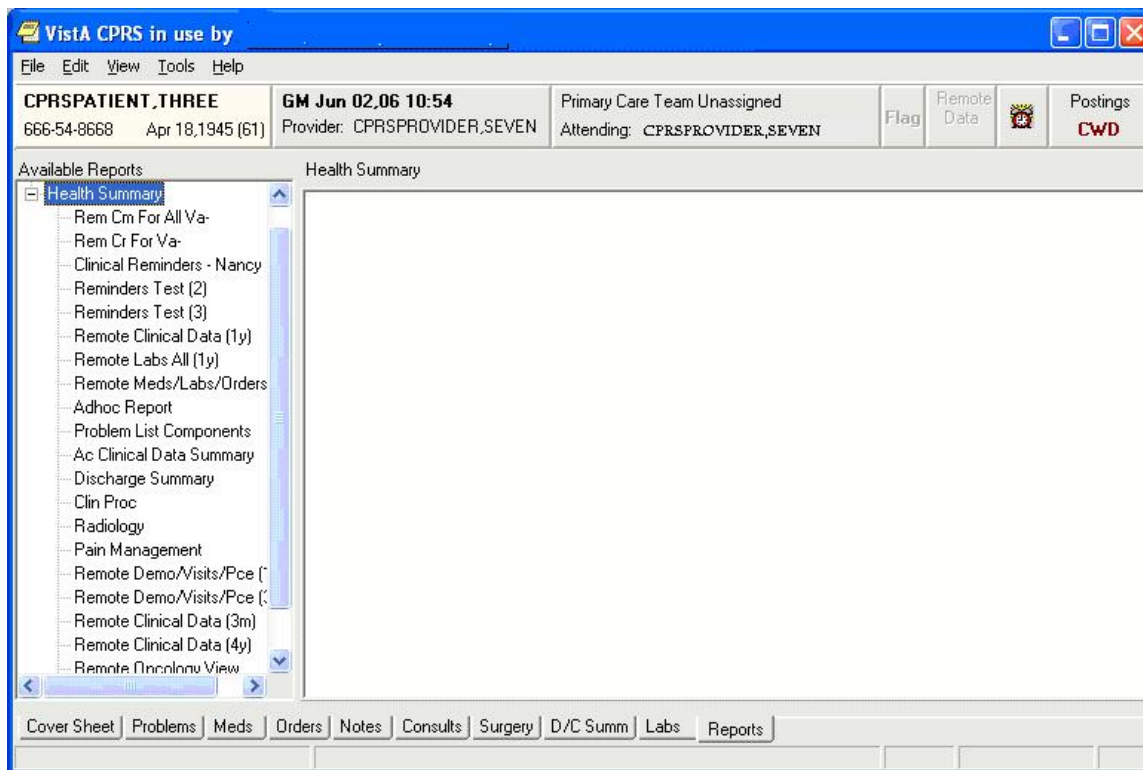 VistA CPRS in use by
File Edit View Tools Help
CPRSPATIENT,THREE
666-54-8668 Apr 18,1945 (61)
GM Jun 02,06 10:54
Provider: CPRSPROVIDER,SEVEN
Primary Care Team Unassigned
Attending: CPRSPROVIDER,SEVEN
Flag
Remote
Data
Postings
CWD
Available Reports
Health Summary
Rem Cm For All Va-
Rem Cr For Va-
Clinical Reminders - Nancy
Reminders Test (2)
Reminders Test (3)
Remote Clinical Data (1y)
Remote Labs All (1y)
Remote Meds/Labs/Orders
Adhoc Report
Problem List Components
Ac Clinical Data Summary
Discharge Summary
Clin Proc
Radiology
Pain Management
Remote Demo/Visits/Pce (
Remote Demo/Visits/Pce (
Remote Clinical Data (3m)
Remote Clinical Data (4y)
Remote Oncology View
Health Summary
Cover Sheet Problems Meds Orders Notes Consults Surgery D/C Summ Labs Reports